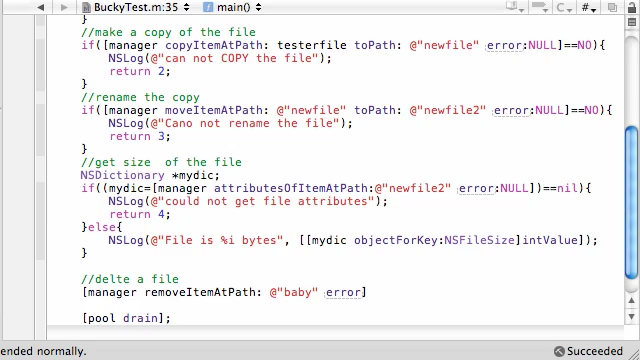 BuckyTest.m:35 main()
}
//make a copy of the file
if([manager copyItemAtPath: testerfile toPath: @"newfile" error:NULL]==NO){
NSLog(@"can not COPY the file");
return 2;
}
//rename the copy
if([manager moveItemAtPath: @"newfile" toPath: @"newfile2" error:NULL]==NO){
NSLog(@"Cano not rename the file");
return 3;
}
//get size of the file
NSDictionary *mydic;
if((mydic=[manager attributesOfItemAtPath:@"newfile2" error:NULL])==nil){
NSLog(@"could not get file attributes");
return 4;
}else{
NSLog(@"File is %i bytes", [[mydic objectForKey:NSFileSize]intValue]);
}
//delte a file
[manager removeItemAtPath: @"baby" error]
[pool drain];
ended normally. Succeeded